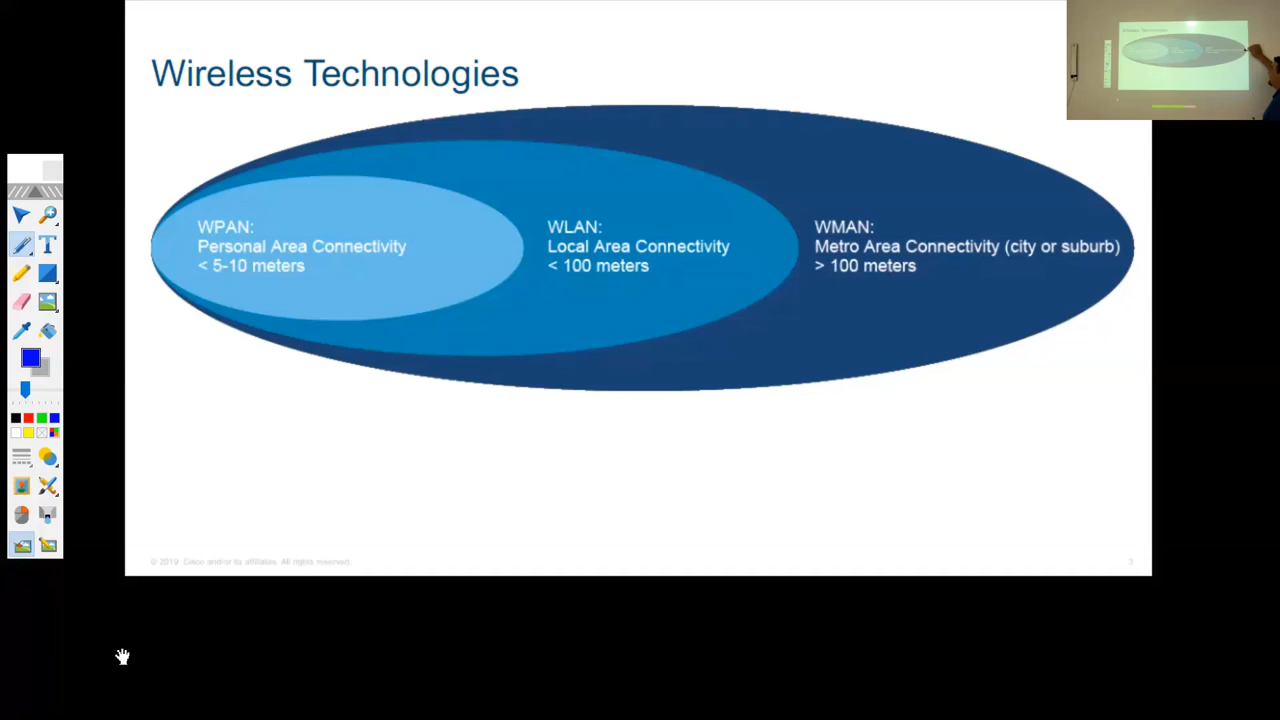 Wireless Technologies
WPAN:
Personal Area Connectivity
< 5-10 meters
WLAN:
Local Area Connectivity
< 100 meters
WMAN:
Metro Area Connectivity (city or suburb)
> 100 meters
© 2019 Cisco and/or its affiliates. All rights reserved.
3
T